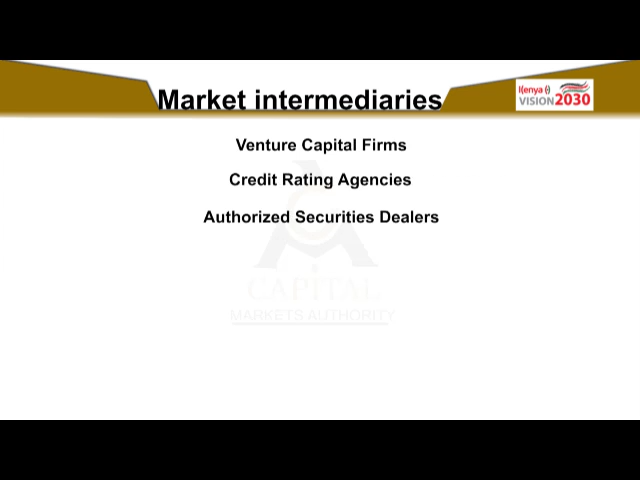 Market intermediaries
Kenya
VISION 2030
Venture Capital Firms
Credit Rating Agencies
Authorized Securities Dealers
CAPITAL
MARKETS AUTHORITY